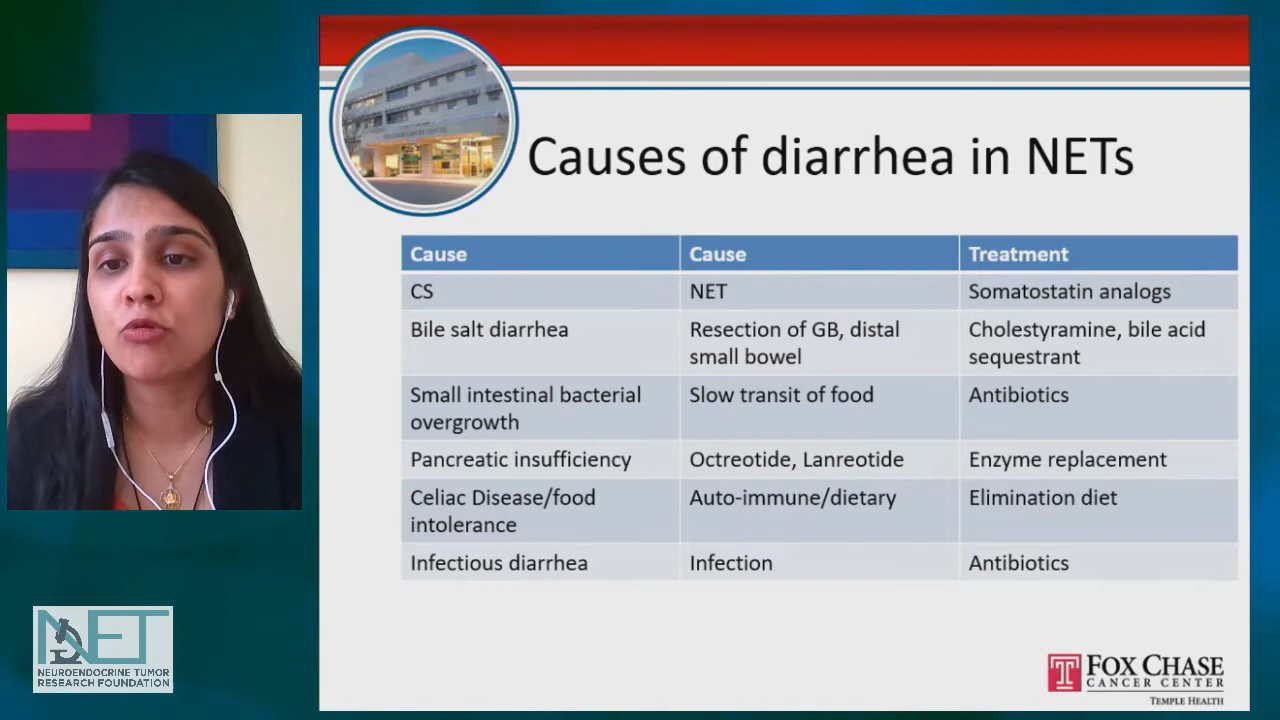 Causes of diarrhea in NETs
Cause Cause Treatment
CS NET Somatostatin analogs
Bile salt diarrhea Resection of GB, distal small bowel Cholestyramine, bile acid sequestrant
Small intestinal bacterial overgrowth Slow transit of food Antibiotics
Pancreatic insufficiency Octreotide, Lanreotide Enzyme replacement
Celiac Disease/food intolerance Auto-immune/dietary Elimination diet
Infectious diarrhea Infection Antibiotics
NET
NEUROENDOCRINE TUMOR
RESEARCH FOUNDATION
FOX CHASE
CANCER CENTER
TEMPLE HEALTH